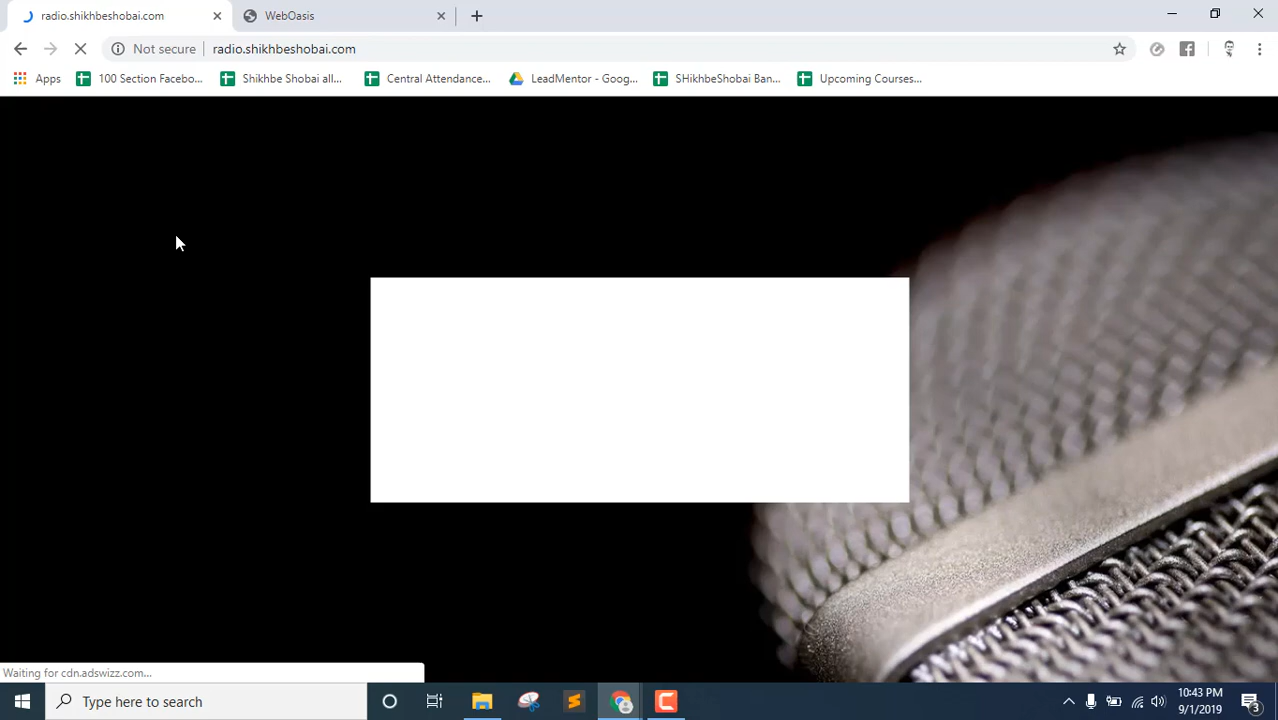 radio.shikhbeshobai.com
WebOasis
Not secure
radio.shikhbeshobai.com
Apps
100 Section Facebo...
Shikhbe Shobai all...
Central Attendance...
LeadMentor - Goog...
SHikhbeShobai Ban...
Upcoming Courses...
Waiting for cdn.adswizz.com...
Type here to search
10:43 PM
9/1/2019
3